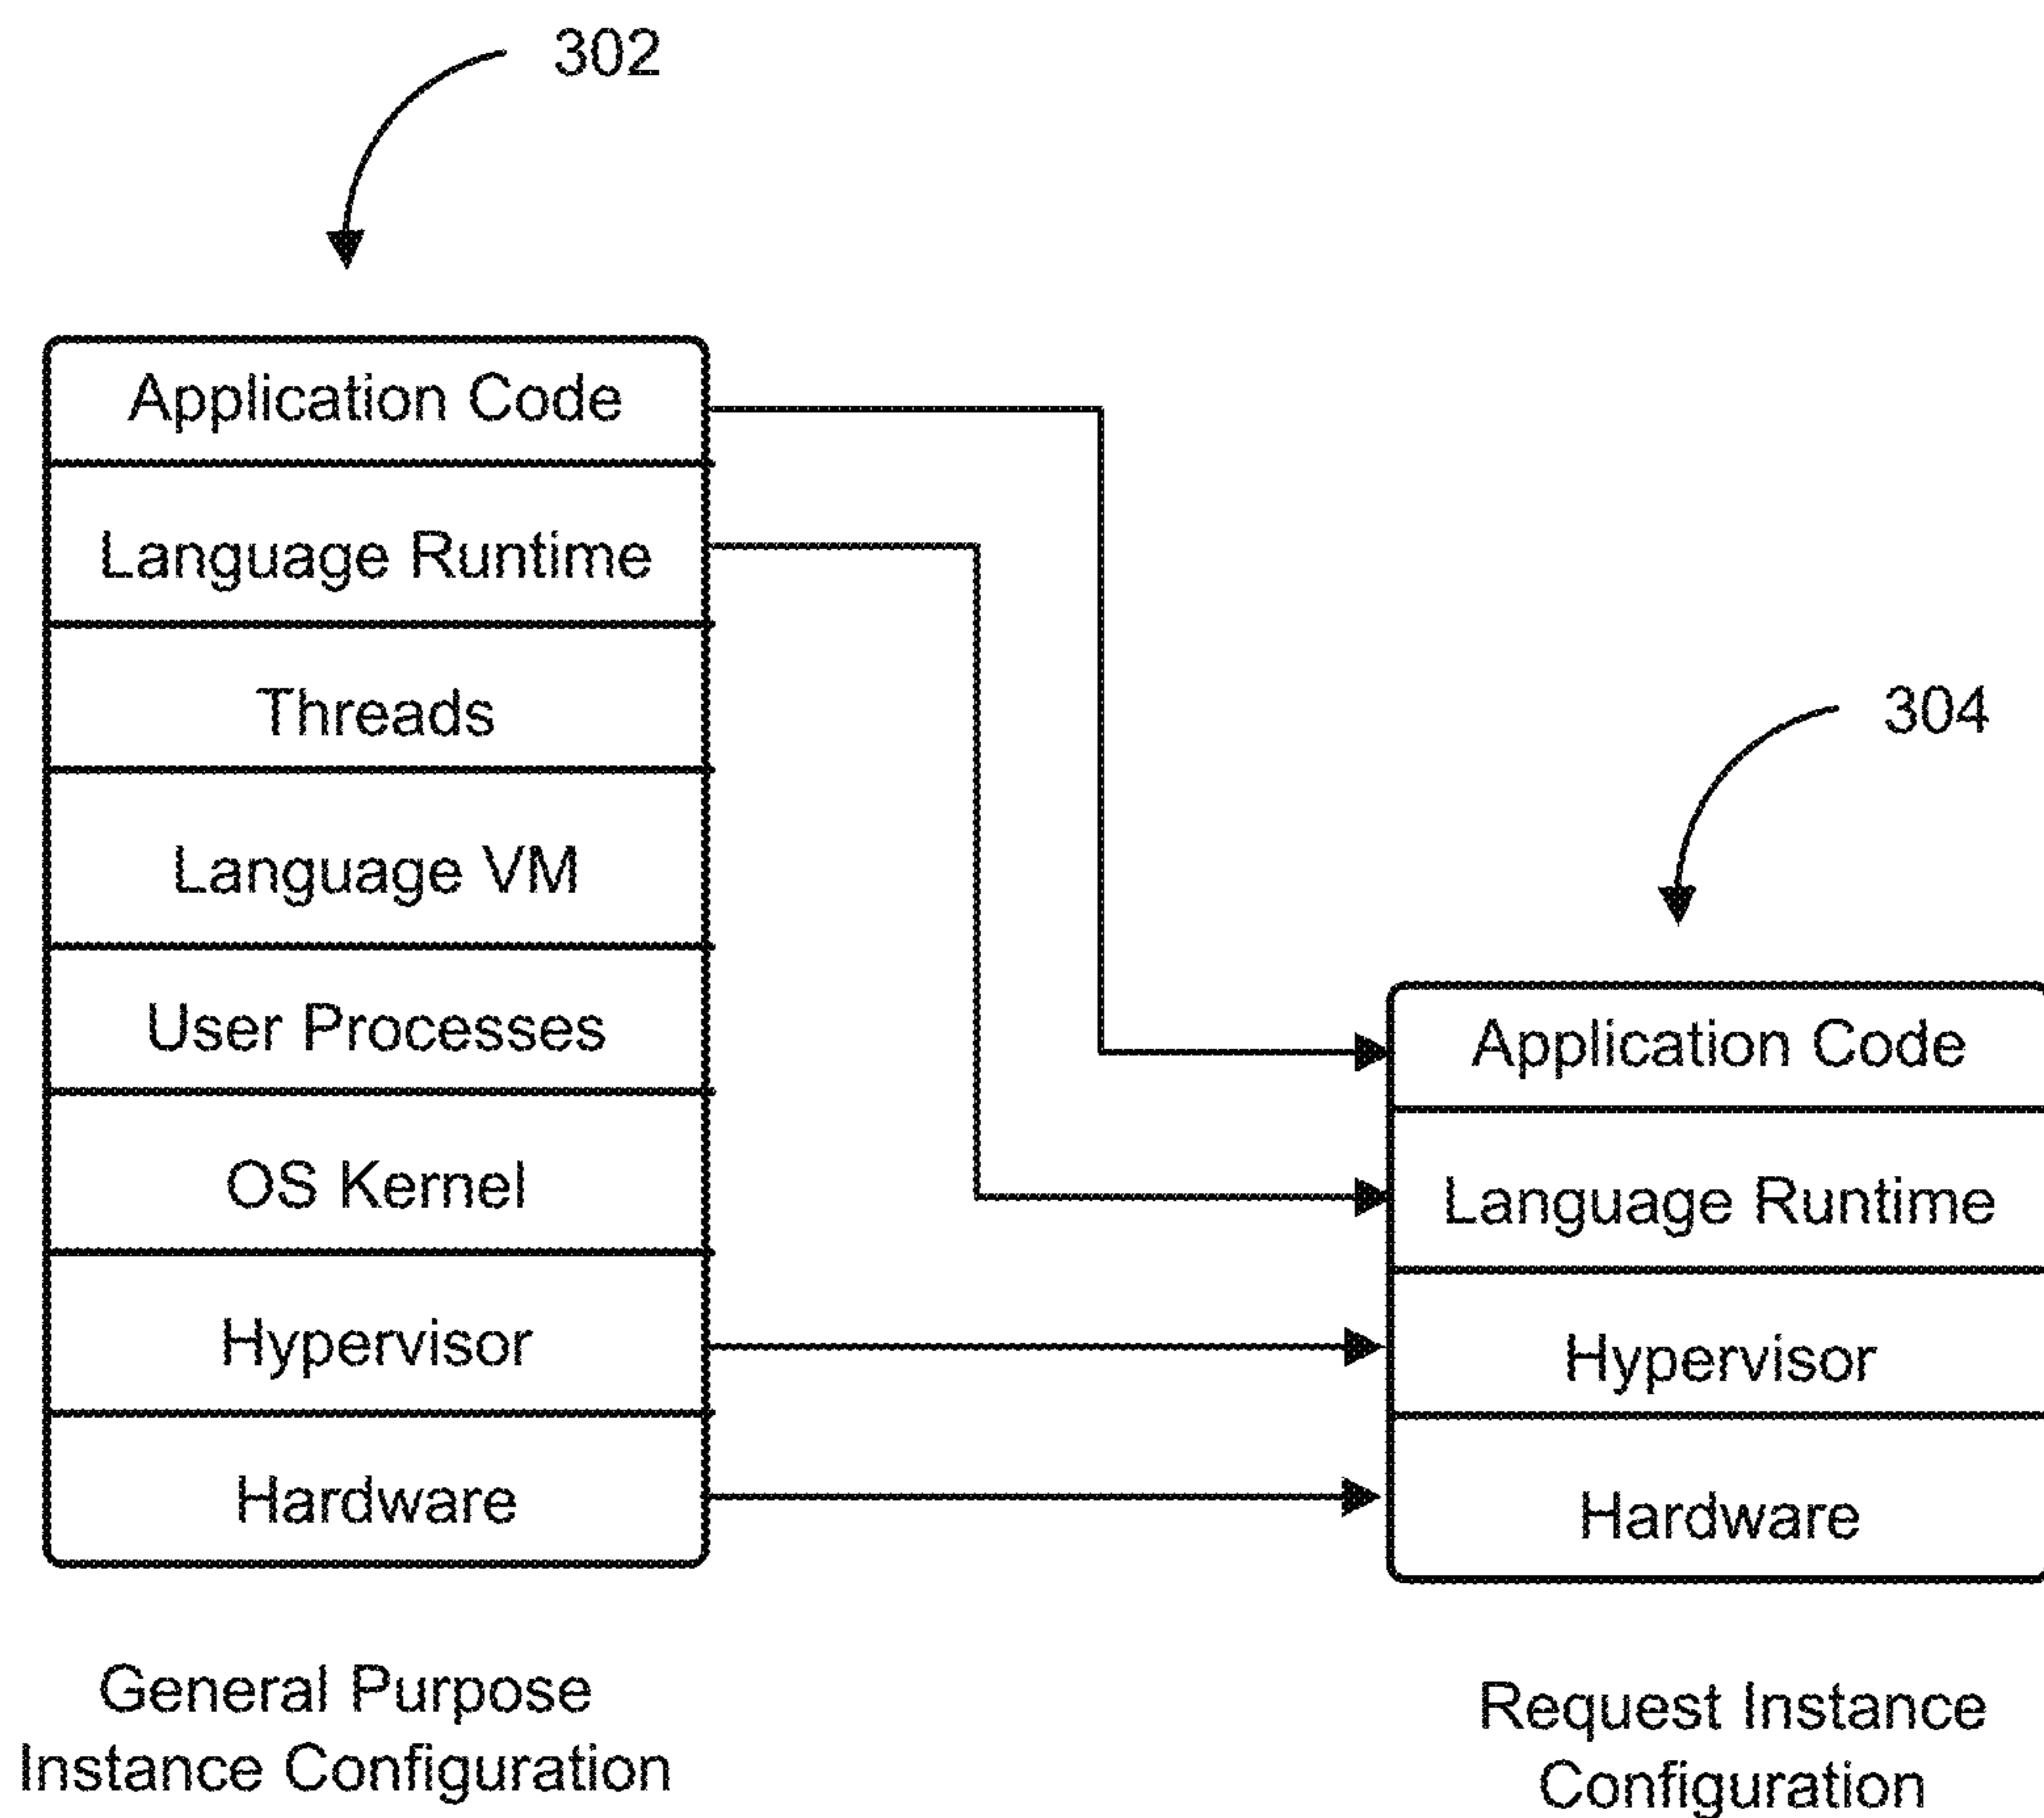 302
Application Code
Language Runtime
Threads
Language VM
User Processes
OS Kernel
Hypervisor
Hardware
General Purpose
Instance Configuration
304
Application Code
Language Runtime
Hypervisor
Hardware
Request Instance
Configuration